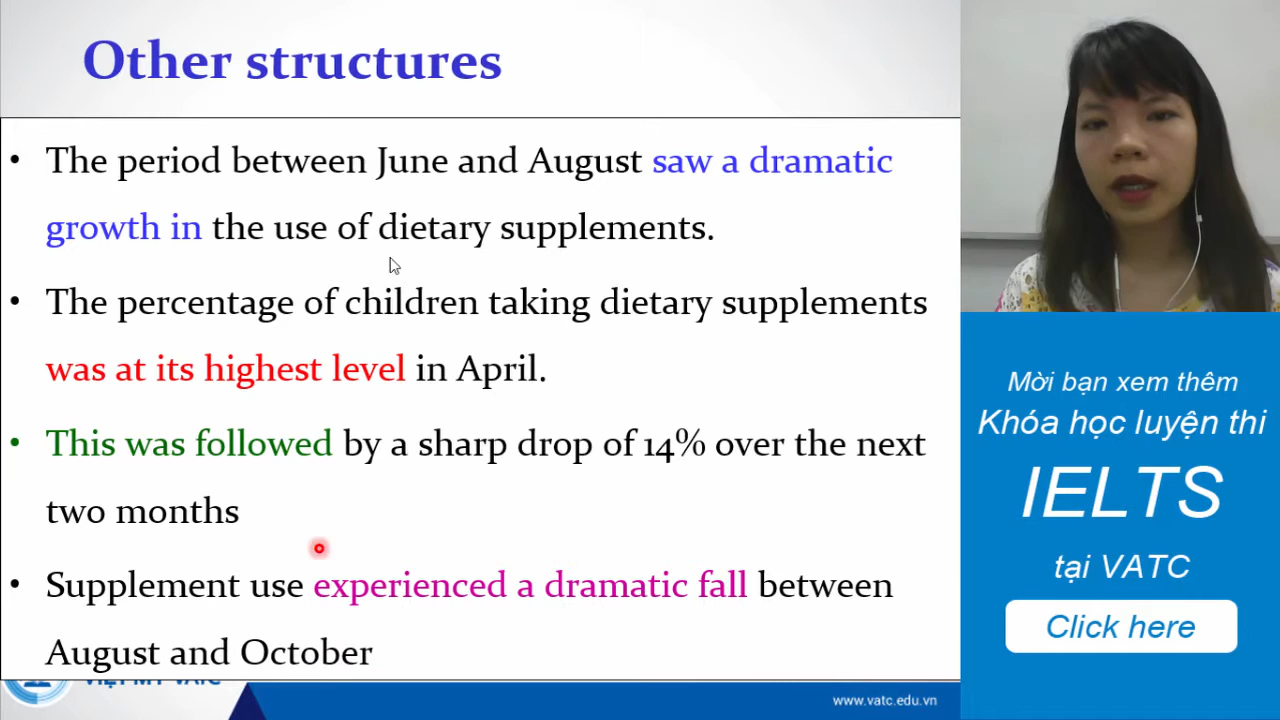 Other structures
• The period between June and August saw a dramatic
growth in the use of dietary supplements.
• The percentage of children taking dietary supplements
was at its highest level in April.
• This was followed by a sharp drop of 14% over the next
two months
• Supplement use experienced a dramatic fall between
August and October
VIỆT MỸ VATC
www.vatc.edu.vn
Mời bạn xem thêm
Khóa học luyện thi
IELTS
tại VATC
Click here